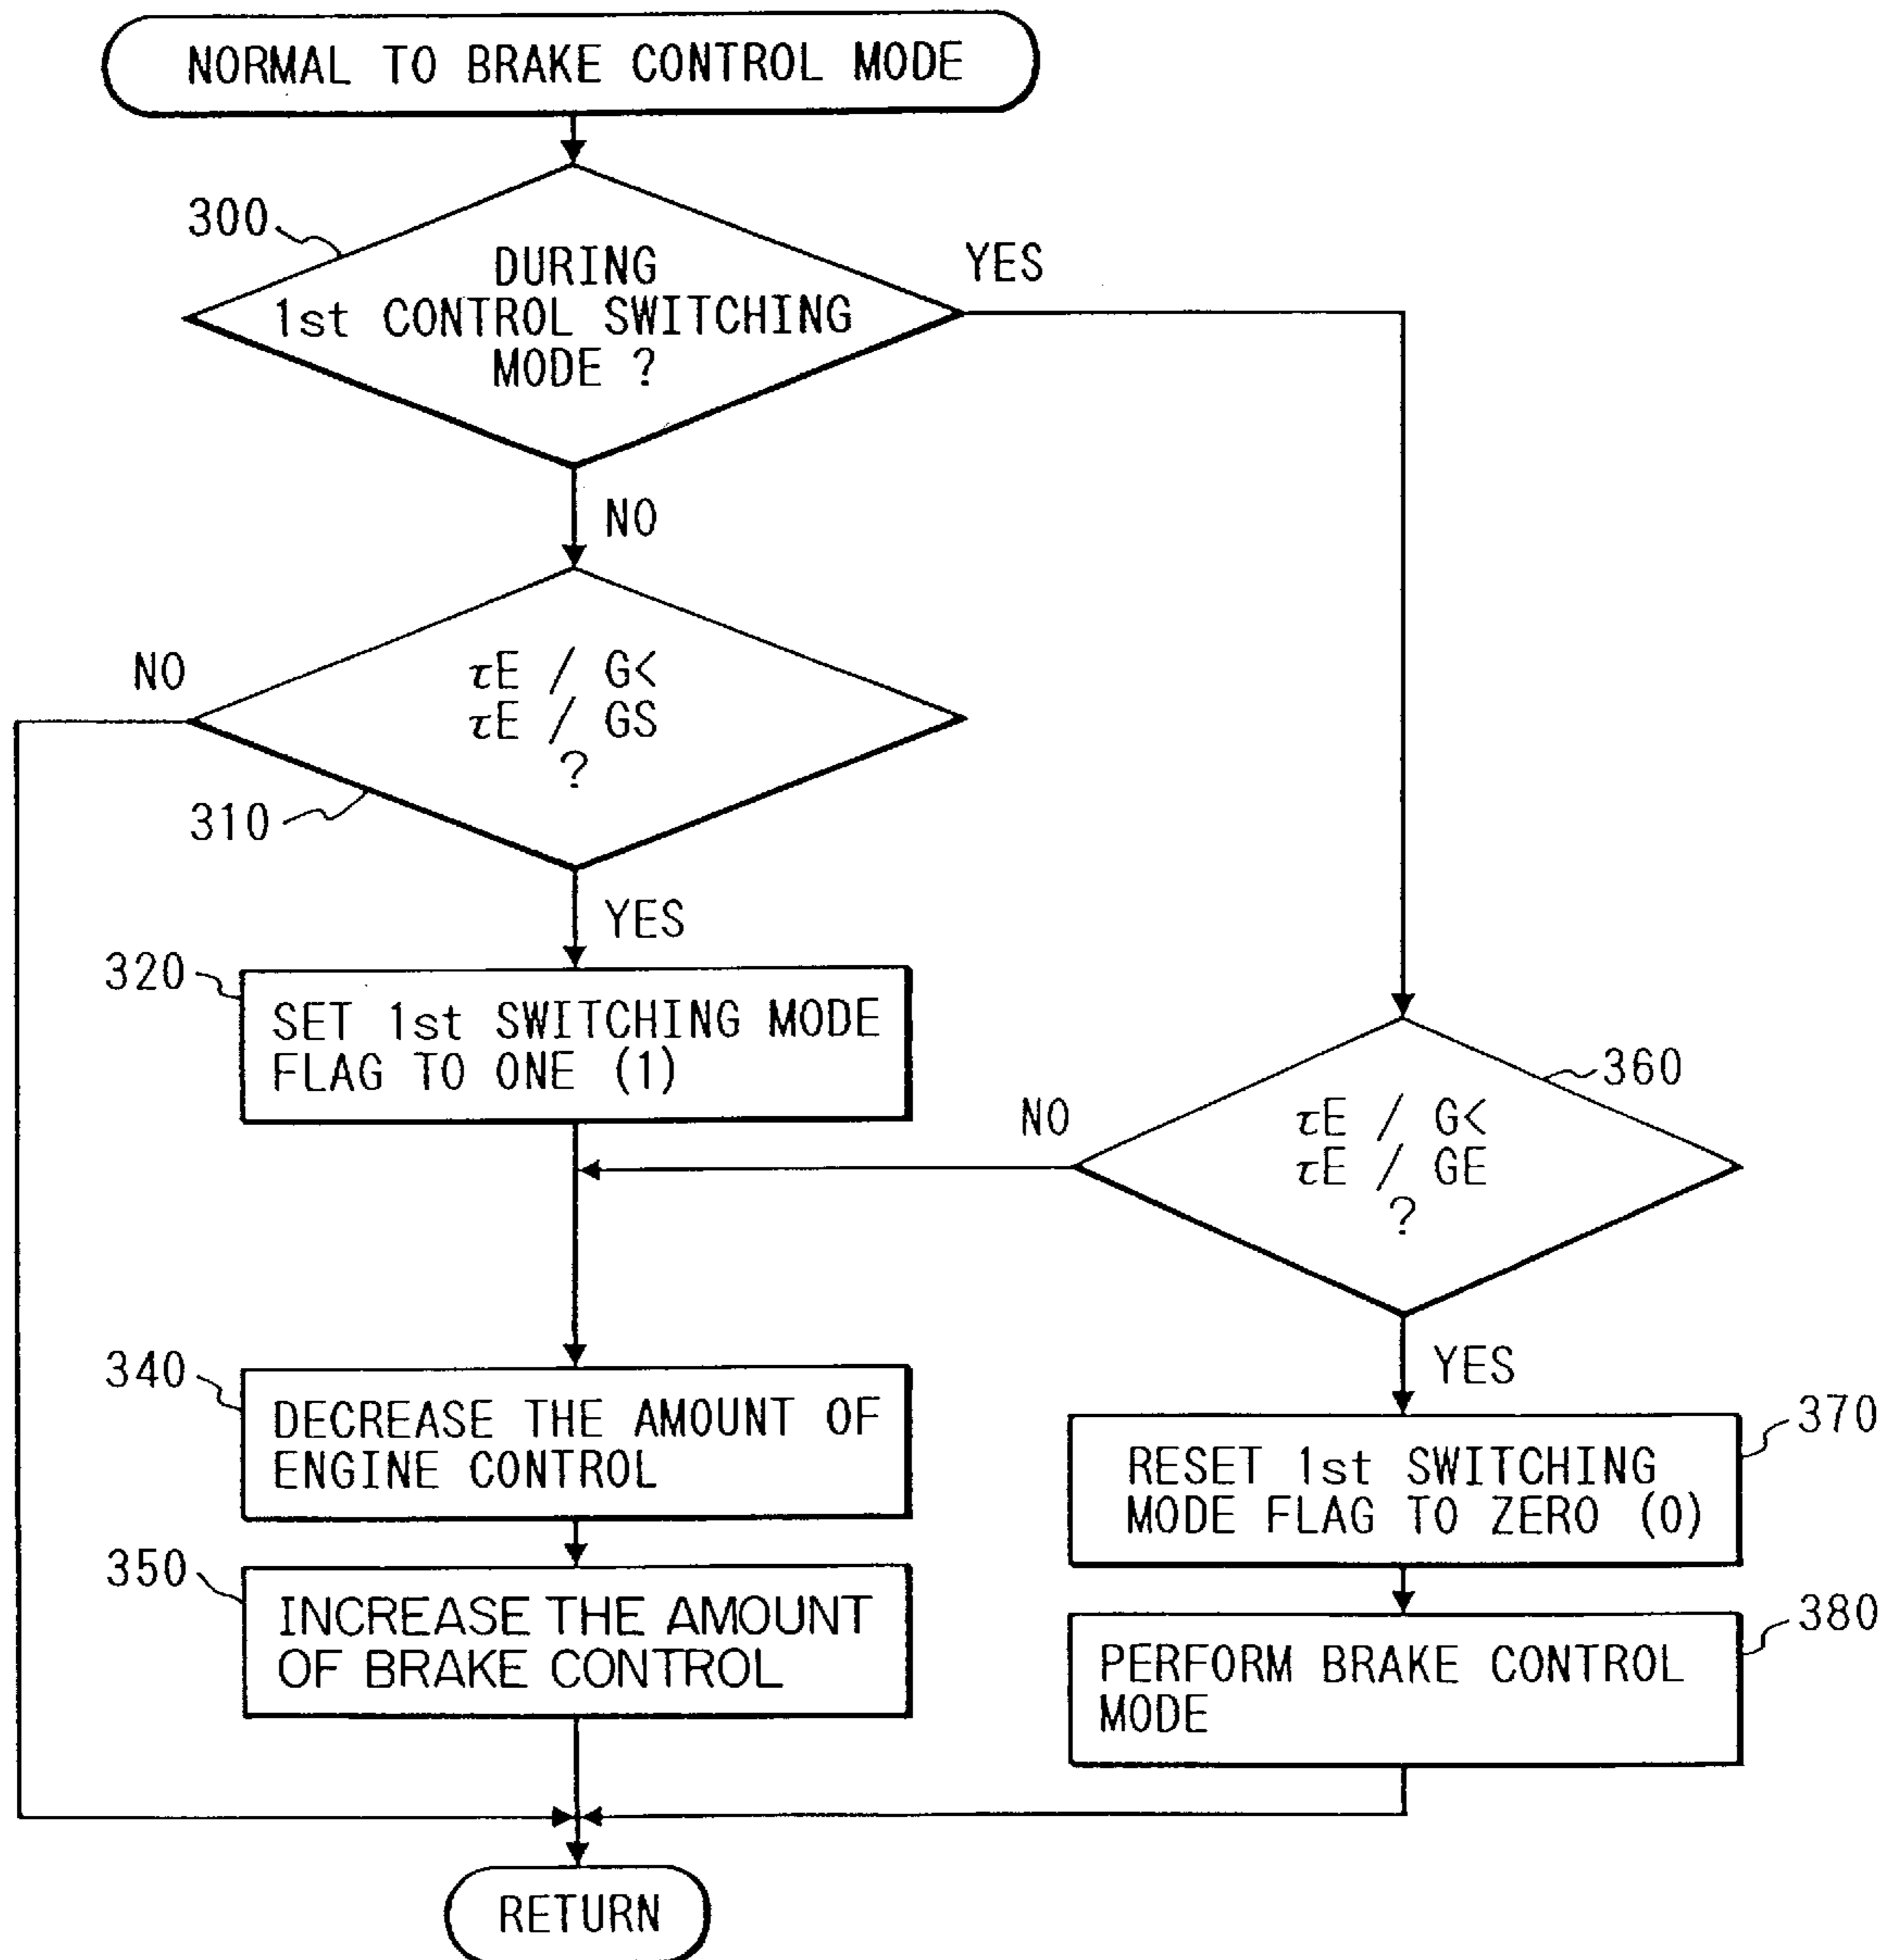 NORMAL TO BRAKE CONTROL MODE
300
DURING
1st CONTROL SWITCHING
MODE ?
YES
NO
NO
τE / G<
τE / GS
?
310
YES
320
SET 1st SWITCHING MODE
FLAG TO ONE (1)
360
NO
τE / G<
τE / GE
?
YES
340
DECREASE THE AMOUNT OF
ENGINE CONTROL
370
RESET 1st SWITCHING
MODE FLAG TO ZERO (0)
350
INCREASE THE AMOUNT
OF BRAKE CONTROL
380
PERFORM BRAKE CONTROL
MODE
RETURN